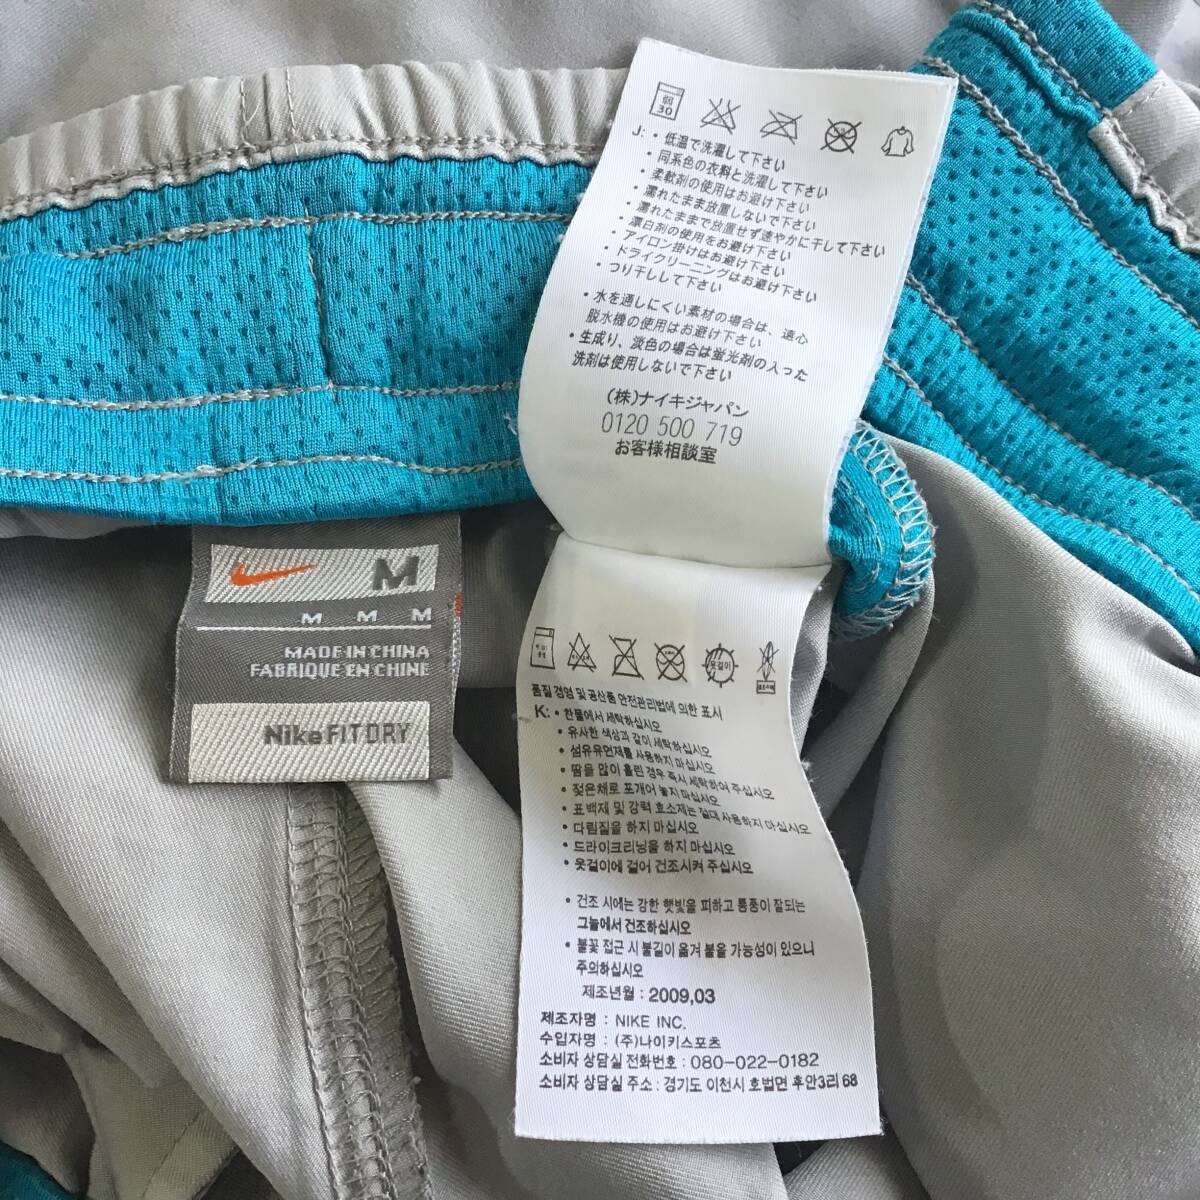 弱
30
J: ・低温で洗濯して下さい
・同系色の衣料と洗濯して下さい
・柔軟剤の使用はお避け下さい
・濡れたまま放置しないで下さい
・濡れたままで放置せず速やかに干して下さい
・漂白剤の使用をお避け下さい
・アイロン掛けはお避け下さい
・ドライクリーニングはお避け下さい
・つり干しして下さい
・水を通しにくい素材の場合は、遠心
脱水機の使用はお避け下さい
・生成り、淡色の場合は蛍光剤の入った
洗剤は使用しないで下さい
(株)ナイキジャパン
0120 500 719
お客様相談室
M
M M M
MADE IN CHINA
FABRIQUE EN CHINE
Nike FIT DRY
옷걸이
품질 경영 및 공산품 안전관리법에 의한 표시
K: • 찬물에서 세탁하십시오
• 유사한 색상과 같이 세탁하십시오
• 섬유유연제를 사용하지 마십시오
• 땀을 많이 흘린 경우 즉시 세탁하여 주십시오
• 젖은채로 포개어 놓지 마십시오
• 표백제 및 강력 효소제는 절대 사용하지 마십시오
• 다림질을 하지 마십시오
• 드라이크리닝을 하지 마십시오
• 옷걸이에 걸어 건조시켜 주십시오
• 건조 시에는 강한 햇빛을 피하고 통풍이 잘되는
그늘에서 건조하십시오
• 불꽃 접근 시 불길이 옮겨 붙을 가능성이 있으니
주의하십시오
제조년월 : 2009,03
제조자명 : NIKE INC.
수입자명 : (주)나이키스포츠
소비자 상담실 전화번호 : 080-022-0182
소비자 상담실 주소 : 경기도 이천시 호법면 후안3리 68